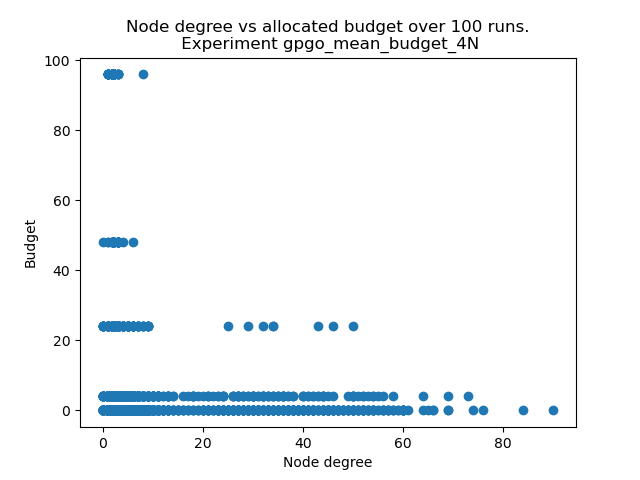 Node degree vs allocated budget over 100 runs.
Experiment gpgo_mean_budget_4N
100
80
60
40
20
0
Budget
0 20 40 60 80
Node degree